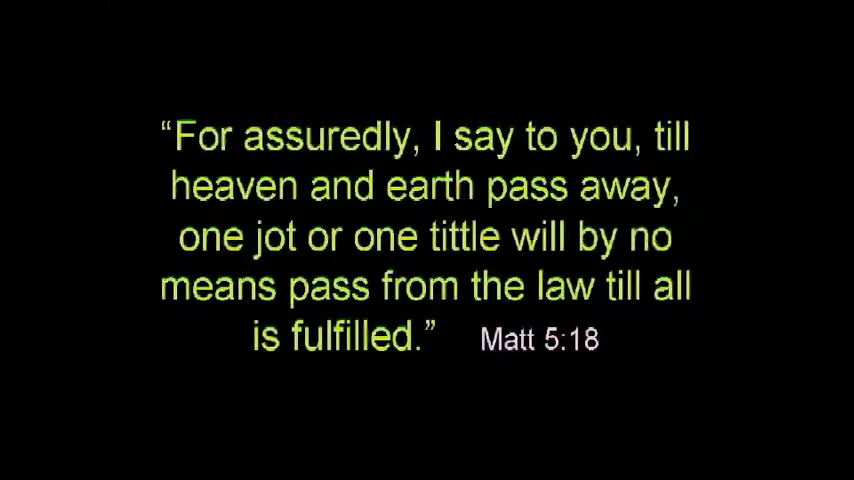 “For assuredly, I say to you, till
heaven and earth pass away,
one jot or one tittle will by no
means pass from the law till all
is fulfilled.” Matt 5:18